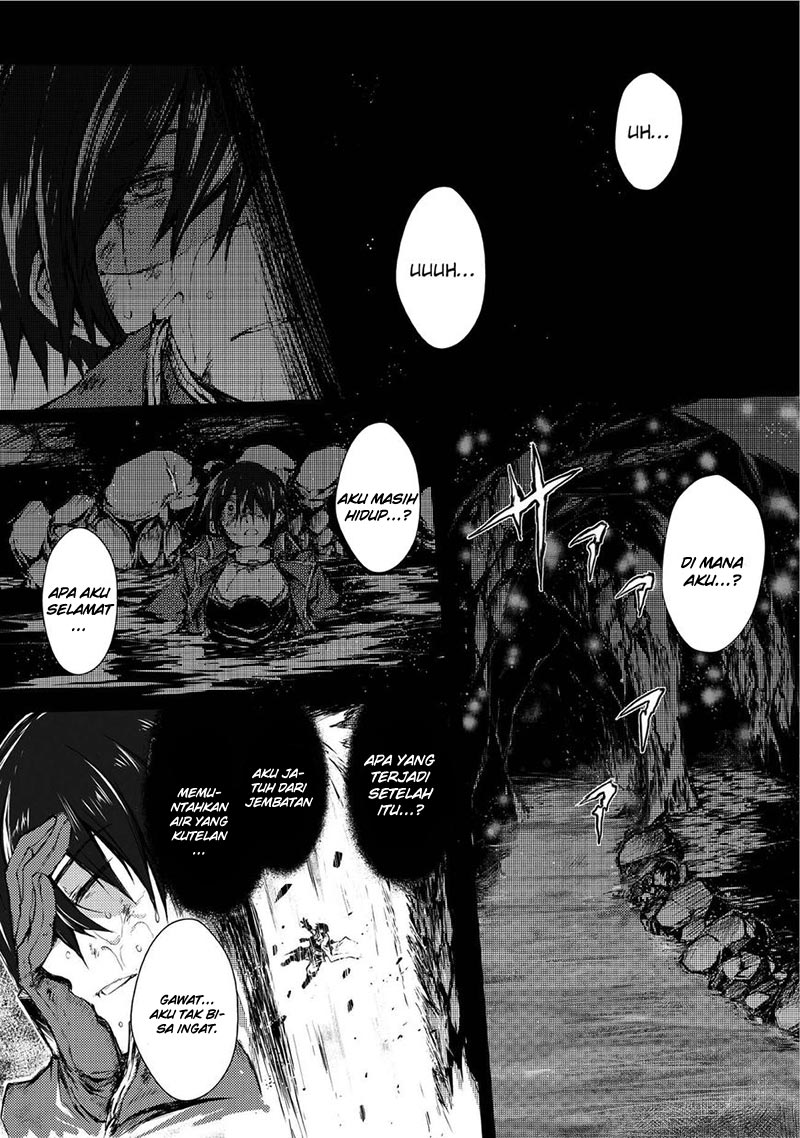 UH...
UUUH...
DI MANA
AKU...?
AKU MASIH
HIDUP...?
APA AKU
SELAMAT
...
APA YANG
TERJADI
SETELAH
ITU...?
AKU JA-
TUH DARI
JEMBATAN
MEMU-
NTAHKAN
AIR YANG
KUTELAN
...
GAWAT...
AKU TAK BI-
SA INGAT.